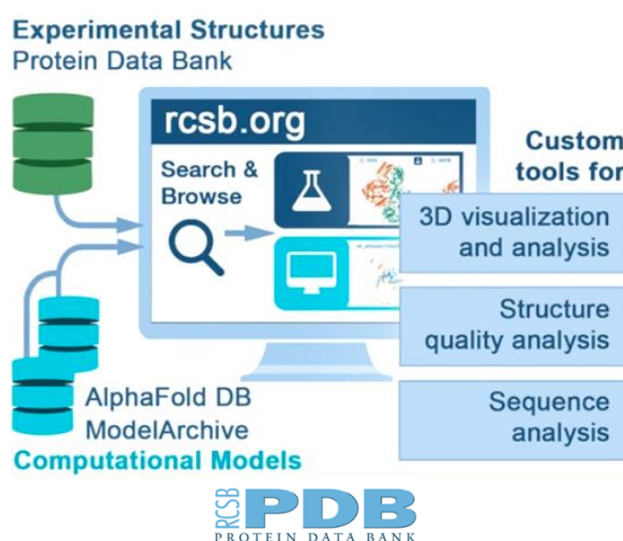 Experimental Structures
Protein Data Bank
rcsb.org
Search &
Browse
Custom
tools for
3D visualization
and analysis
Structure
quality analysis
Sequence
analysis
AlphaFold DB
ModelArchive
Computational Models
RCSB
PDB
PROTEIN DATA BANK